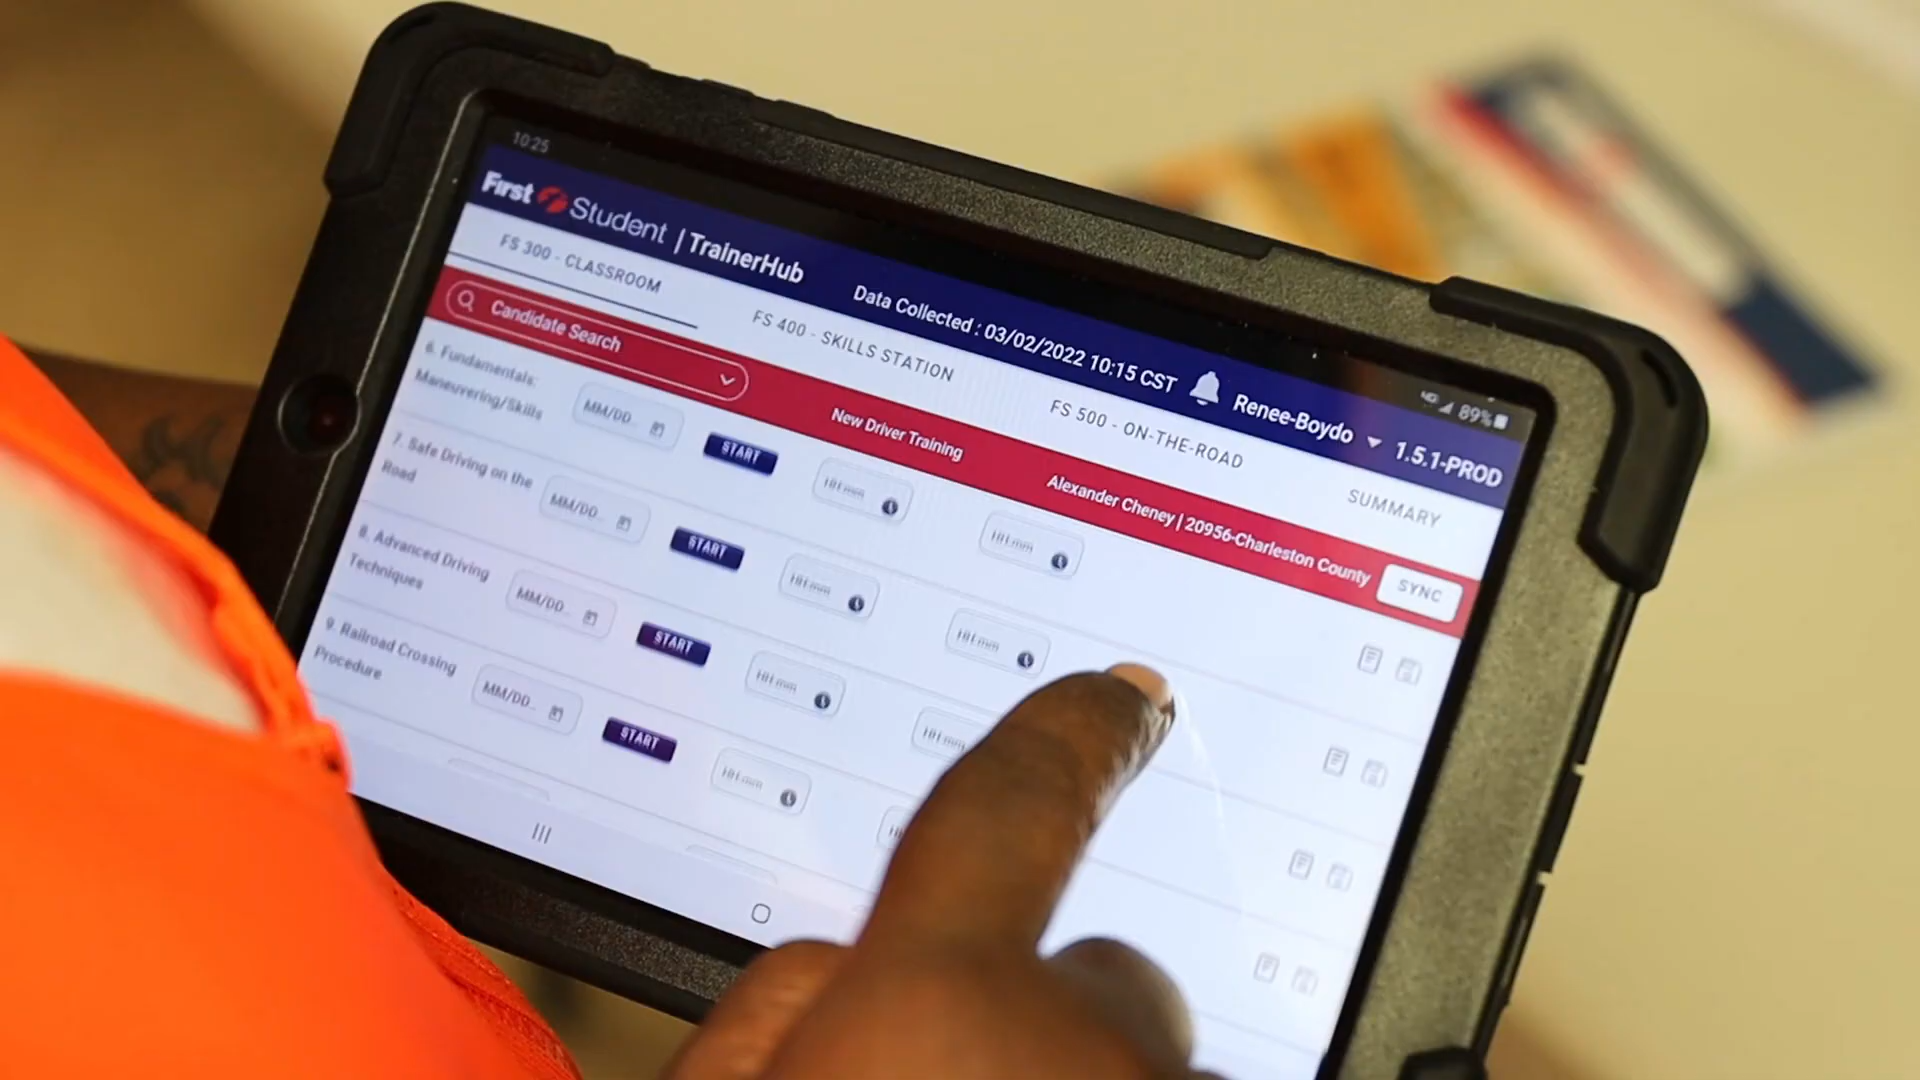 10:25
89%
First Student | TrainerHub
Data Collected : 03/02/2022 10:15 CST
Renee-Boydo
1.5.1-PROD
FS 300 - CLASSROOM
FS 400 - SKILLS STATION
FS 500 - ON-THE-ROAD
SUMMARY
Candidate Search
New Driver Training
Alexander Cheney | 20956-Charleston County
SYNC
6. Fundamentals:
Maneuvering/Skills
MM/DD...
START
HH:mm
HH:mm
7. Safe Driving on the
Road
MM/DD...
START
HH:mm
HH:mm
8. Advanced Driving
Techniques
MM/DD...
START
HH:mm
HH:mm
9. Railroad Crossing
Procedure
MM/DD...
START
HH:mm